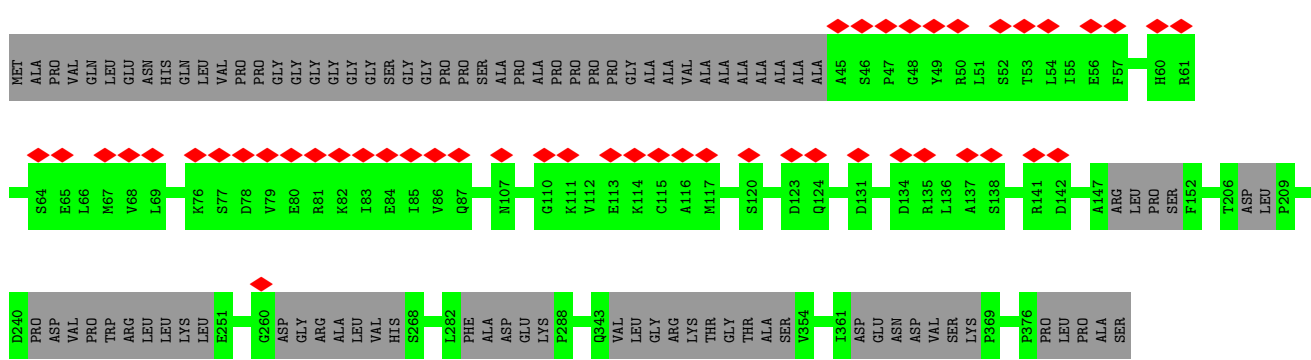 MET ALA PRO VAL GLN LEU GLU ASN HIS GLN LEU VAL PRO PRO GLY GLY GLY GLY GLY GLY SER GLY GLY PRO PRO SER ALA PRO ALA PRO PRO PRO PRO GLY ALA ALA VAL ALA ALA ALA ALA ALA ALA ALA A45 S46 P47 G48 Y49 R50 L51 S52 T53 L54 I55 E56 F57 H60 R61
S64 E65 L66 M67 V68 L69 K76 S77 D78 V79 E80 R81 K82 I83 E84 I85 V86 Q87 N107 G110 K111 V112 E113 K114 C115 A116 M117 S120 D123 Q124 D131 D134 R135 L136 A137 S138 R141 D142 A147 ARG LEU PRO SER F152 T206 ASP LEU P209
D240 PRO ASP VAL PRO TRP ARG LEU LEU LYS LEU E251 G260 ASP GLY ARG ALA LEU VAL HIS S268 L282 PHE ALA ASP GLU LYS P288 Q343 VAL LEU GLY ARG LYS THR GLY THR ALA SER V354 I361 ASP GLU ASN ASP VAL SER LYS P369 P376 PRO LEU PRO ALA SER